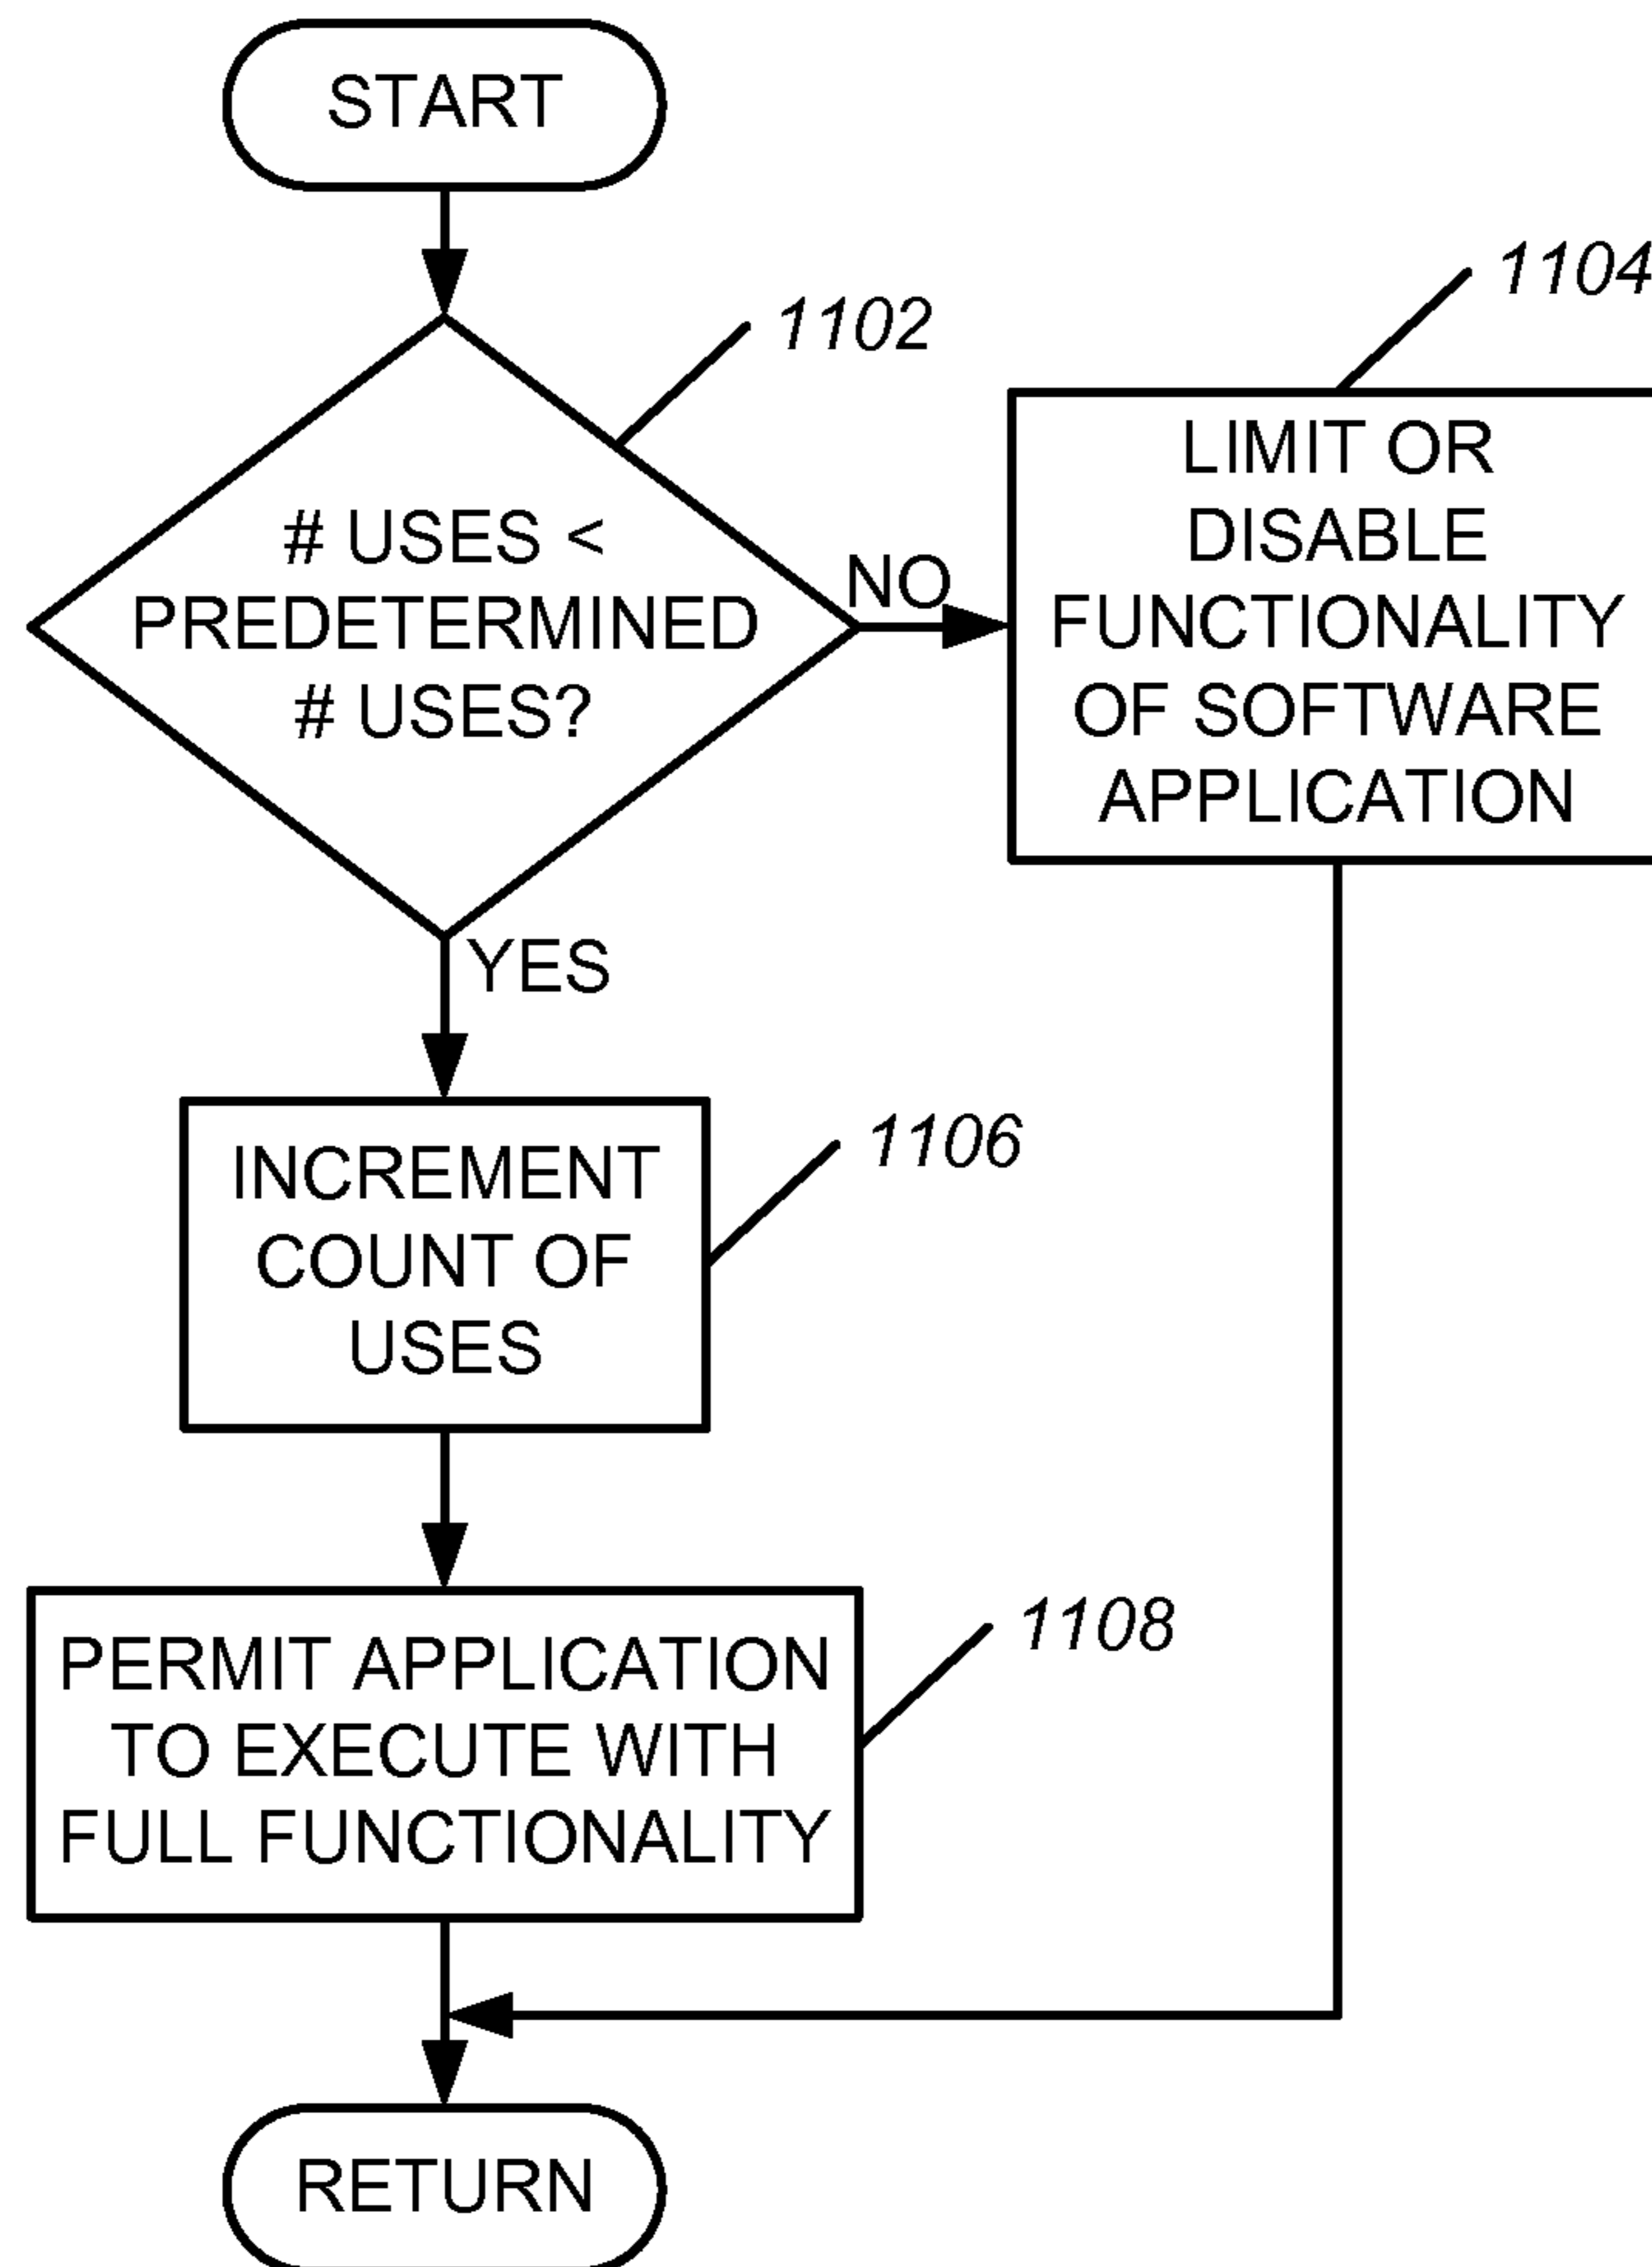 START
1102
1104
# USES <
PREDETERMINED
# USES?
NO
LIMIT OR
DISABLE
FUNCTIONALITY
OF SOFTWARE
APPLICATION
YES
INCREMENT
COUNT OF
USES
1106
PERMIT APPLICATION
TO EXECUTE WITH
FULL FUNCTIONALITY
1108
RETURN